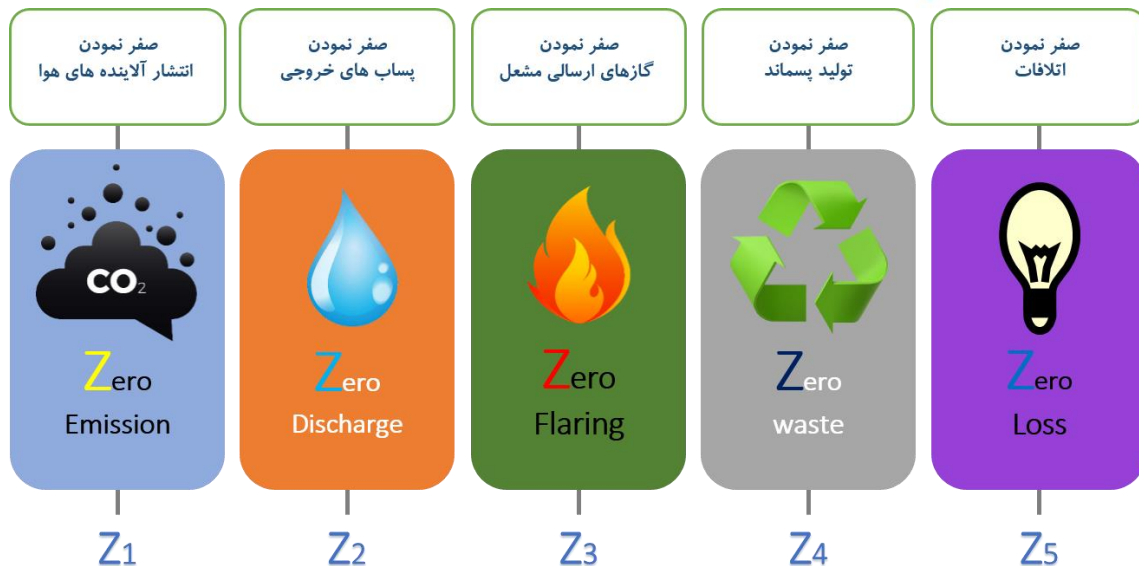 صفر نمودن
انتشار آلاینده های هوا
صفر نمودن
پساب های خروجی
صفر نمودن
گازهای ارسالی مشعل
صفر نمودن
تولید پسماند
صفر نمودن
اتلافات
CO2
Zero
Emission
Zero
Discharge
Zero
Flaring
Zero
waste
Zero
Loss
Z1
Z2
Z3
Z4
Z5